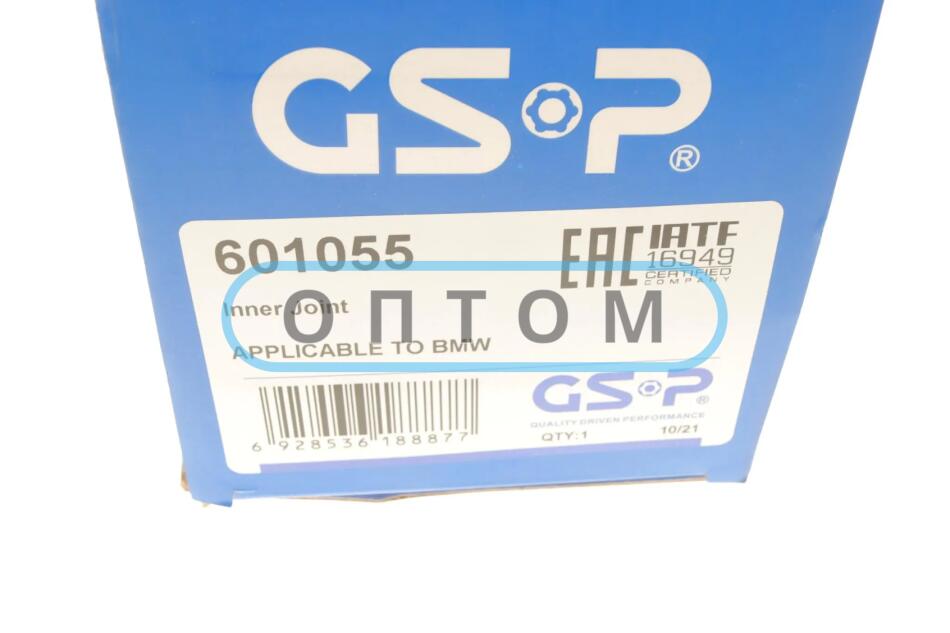 GSP ®
601055
EAC IATF
16949
CERTIFIED
COMPANY
Inner Joint
ОПТОМ
APPLICABLE TO BMW
GSP ®
QUALITY DRIVEN PERFORMANCE
6 928536 188877
QTY:1 10/21